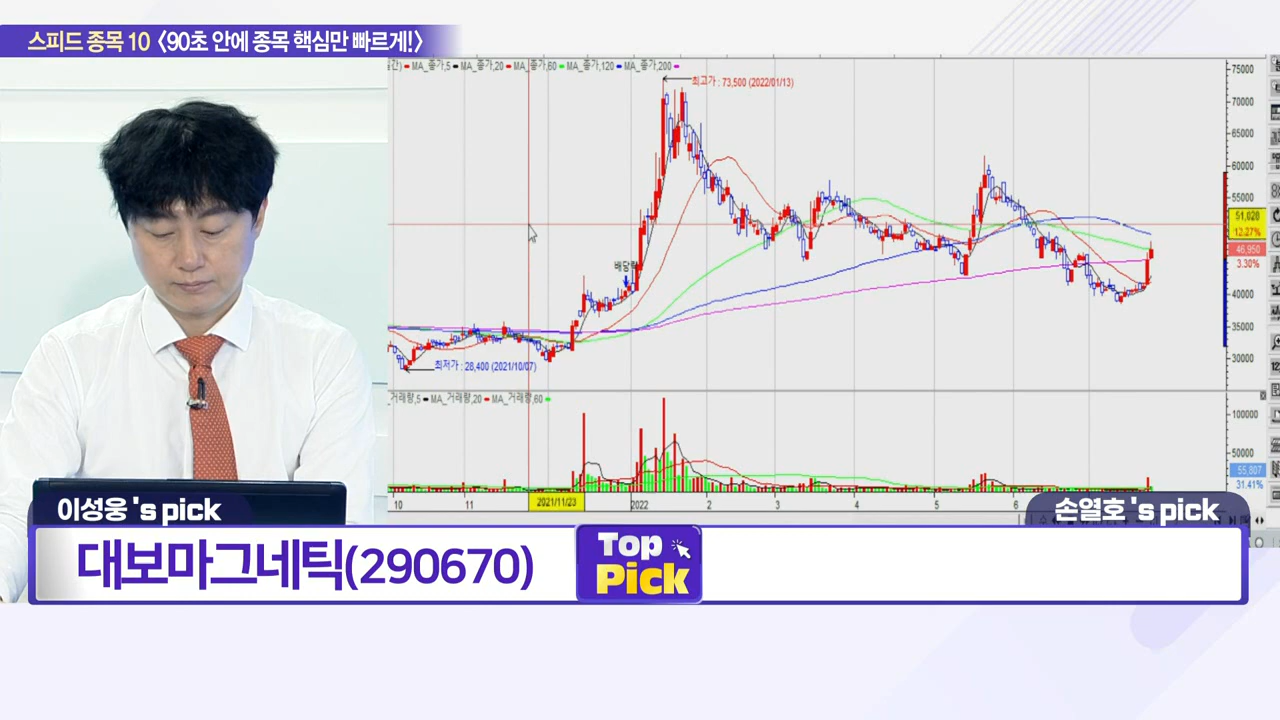 스피드 종목 10 〈90초 안에 종목 핵심만 빠르게!〉
MA_종가,5 MA_종가,20 MA_종가,60 MA_종가,120 MA_종가,200
최고가 : 73,500 (2022/01/13)
75000
70000
65000
60000
55000
51,020
12.27%
46,950
3.30%
배당락
40000
35000
30000
최저가 : 28,400 (2021/10/07)
거래량,5 MA_거래량,20 MA_거래량,60
100000
50000
55,807
31.41%
10 11 2021/11/23 2022 2 3 4 5 6
이성웅 's pick
손열호 's pick
대보마그네틱(290670)
Top
Pick